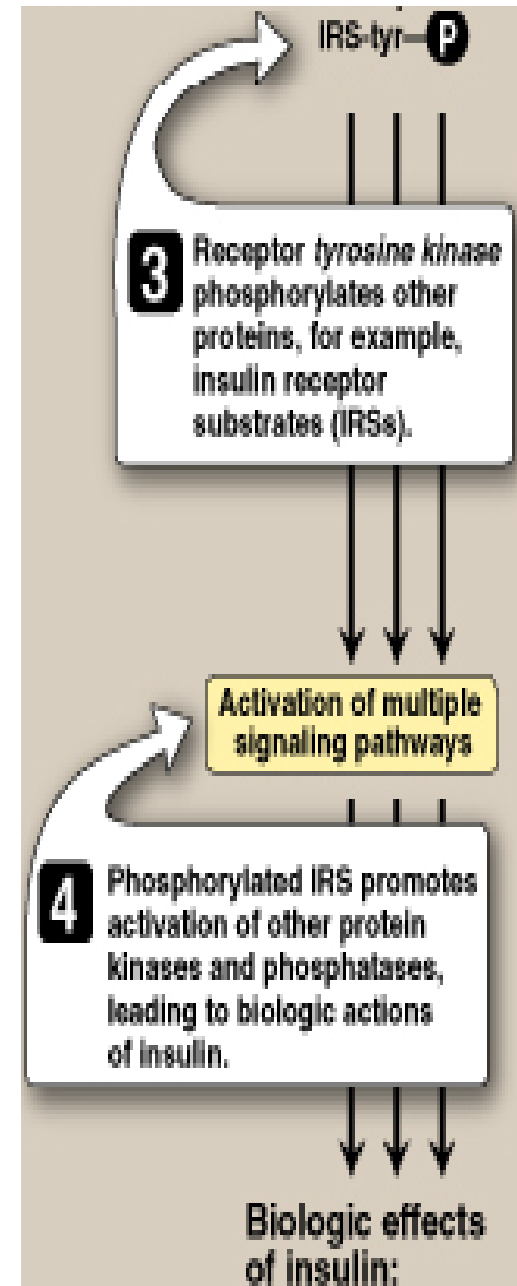 IRS-tyr–P
3 Receptor tyrosine kinase
phosphorylates other
proteins, for example,
insulin receptor
substrates (IRSs).
Activation of multiple
signaling pathways
4 Phosphorylated IRS promotes
activation of other protein
kinases and phosphatases,
leading to biologic actions
of insulin.
Biologic effects
of insulin: